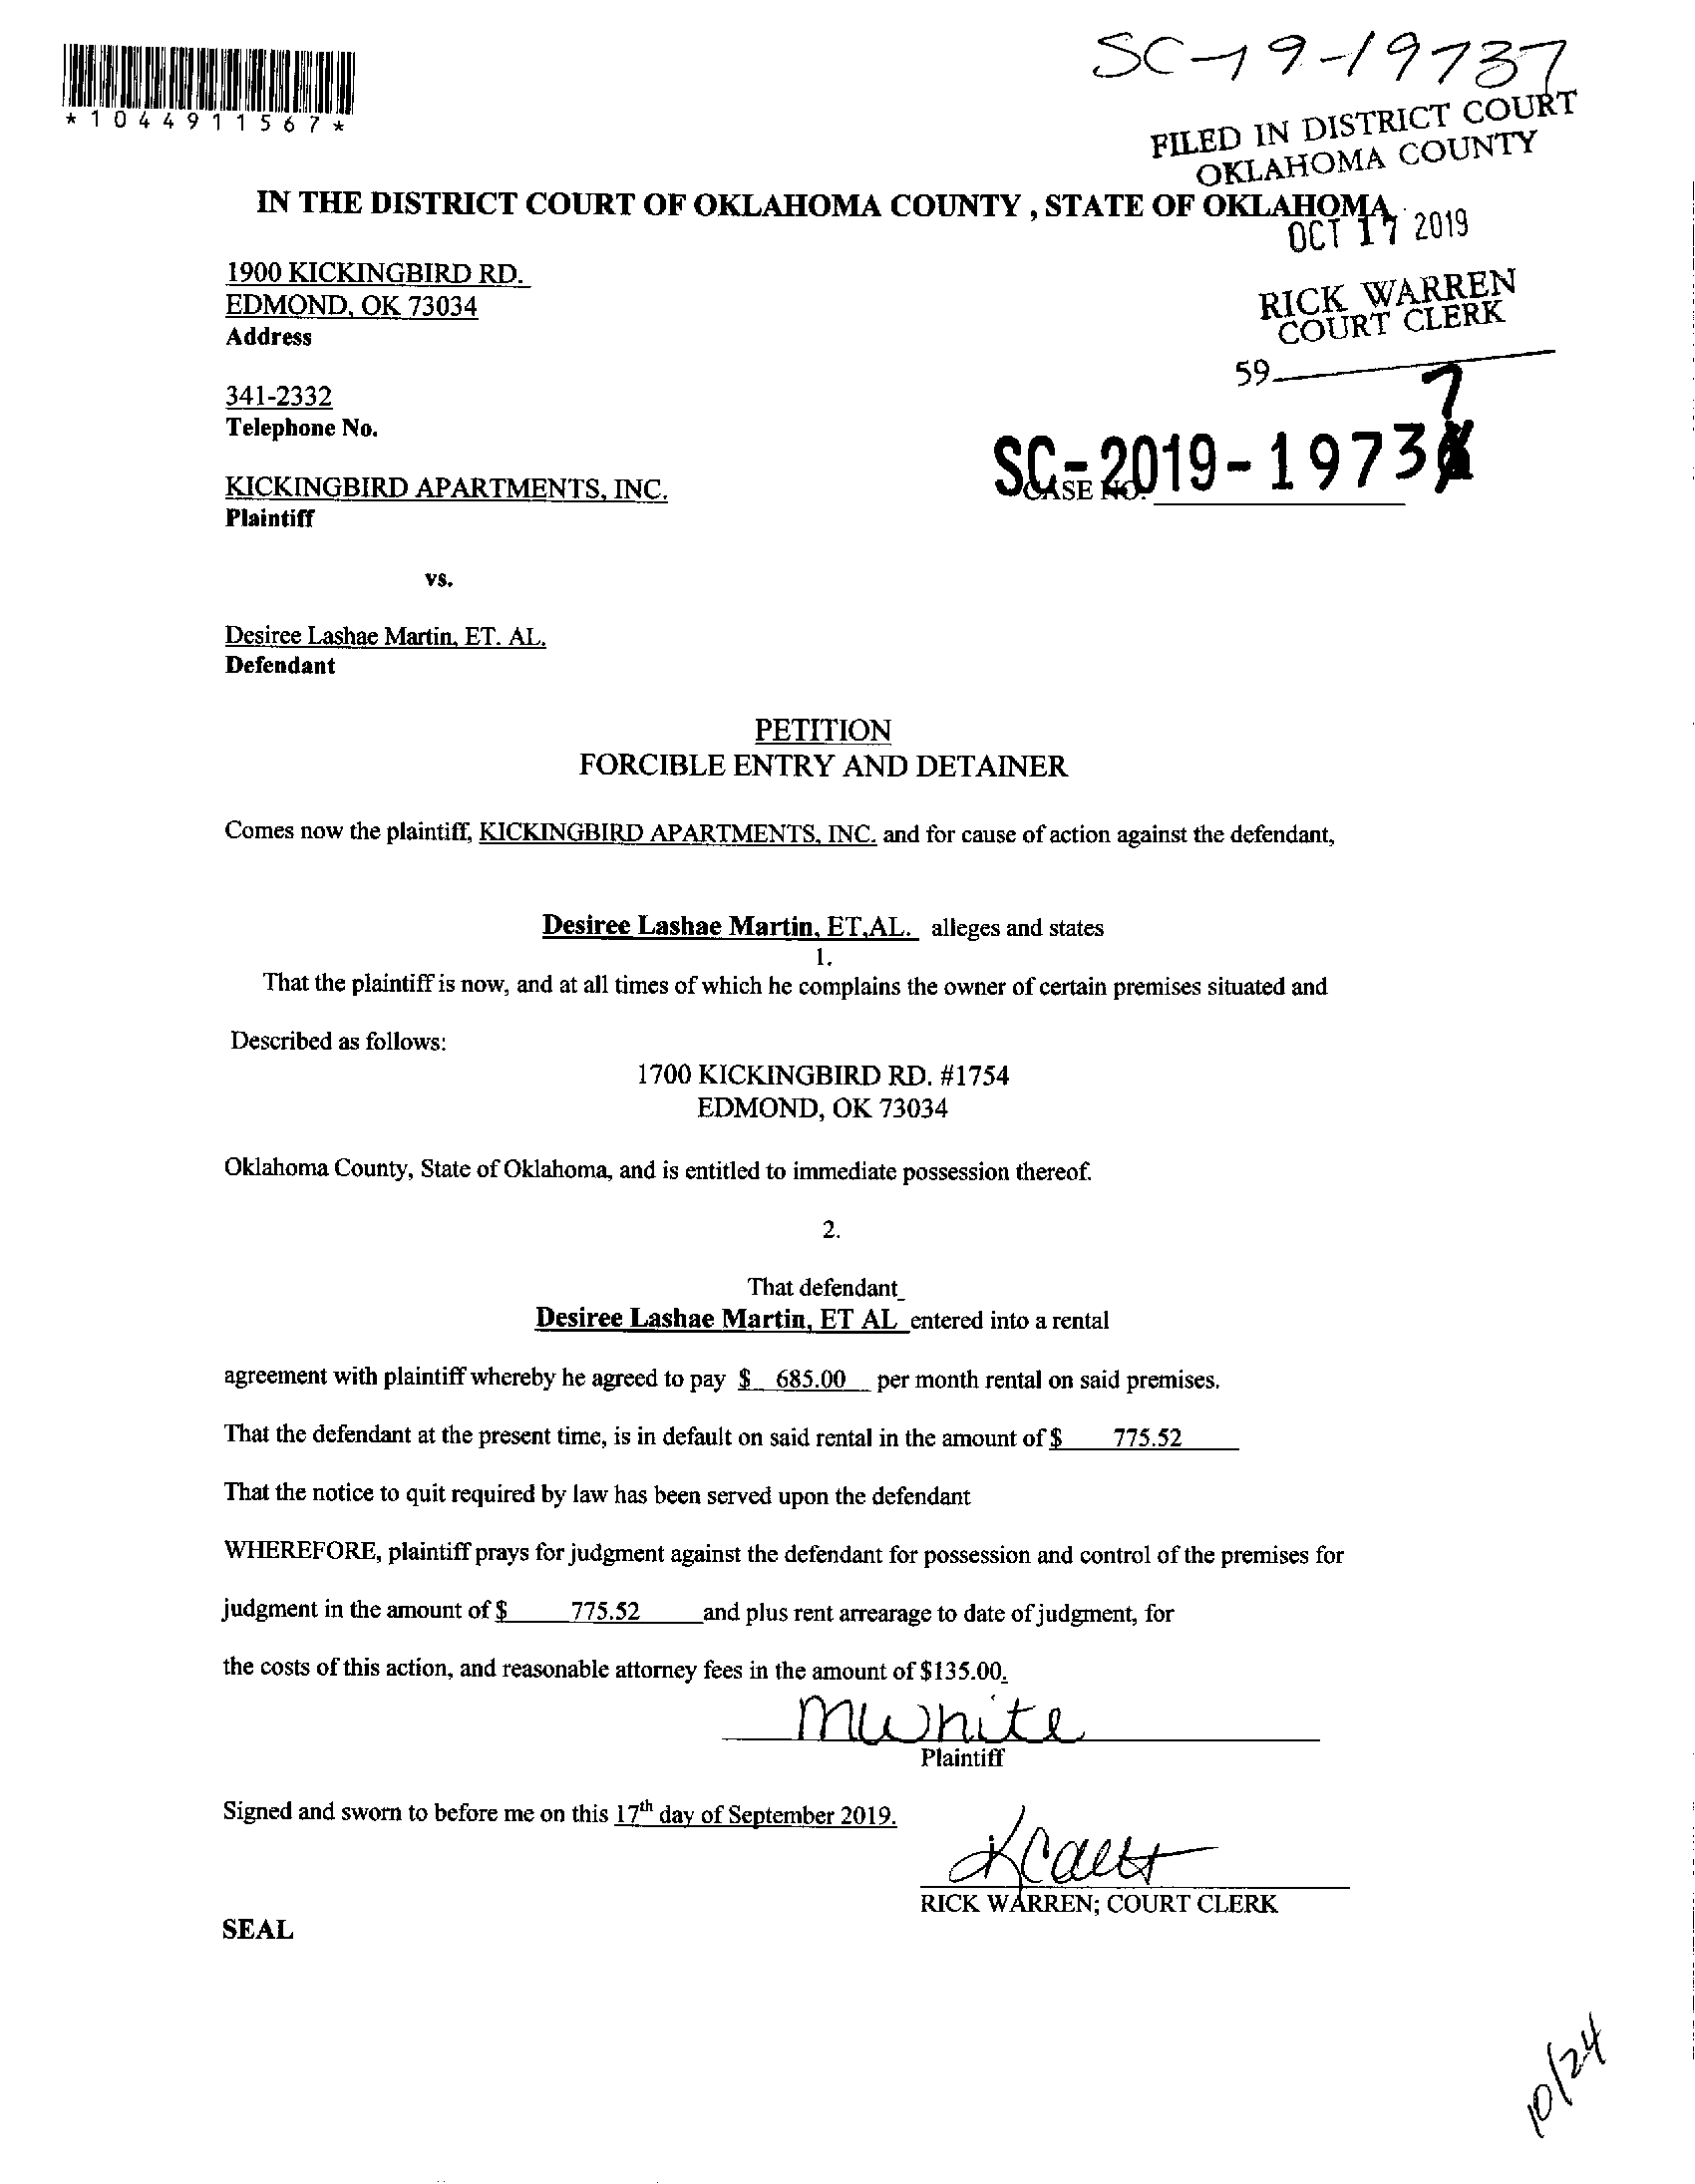 SC-19-19737
*1044911567*
FILED IN DISTRICT COURT
OKLAHOMA COUNTY
IN THE DISTRICT COURT OF OKLAHOMA COUNTY , STATE OF OKLAHOMA
OCT 17 2019
1900 KICKINGBIRD RD.
EDMOND, OK 73034
Address
RICK WARREN
COURT CLERK
59
341-2332
Telephone No.
7
SC-2019-1973
CASE NO.
KICKINGBIRD APARTMENTS, INC.
Plaintiff
vs.
Desiree Lashae Martin, ET. AL.
Defendant
PETITION
FORCIBLE ENTRY AND DETAINER
Comes now the plaintiff, KICKINGBIRD APARTMENTS, INC. and for cause of action against the defendant,
Desiree Lashae Martin, ET,AL. alleges and states
1.
That the plaintiff is now, and at all times of which he complains the owner of certain premises situated and
Described as follows:
1700 KICKINGBIRD RD. #1754
EDMOND, OK 73034
Oklahoma County, State of Oklahoma, and is entitled to immediate possession thereof.
2.
That defendant_
Desiree Lashae Martin, ET AL entered into a rental
agreement with plaintiff whereby he agreed to pay $ 685.00 per month rental on said premises.
That the defendant at the present time, is in default on said rental in the amount of $ 775.52
That the notice to quit required by law has been served upon the defendant
WHEREFORE, plaintiff prays for judgment against the defendant for possession and control of the premises for
judgment in the amount of $ 775.52 and plus rent arrearage to date of judgment, for
the costs of this action, and reasonable attorney fees in the amount of $135.00.
MWhite
Plaintiff
Signed and sworn to before me on this 17th day of September 2019.
RICK WARREN; COURT CLERK
SEAL
10/24